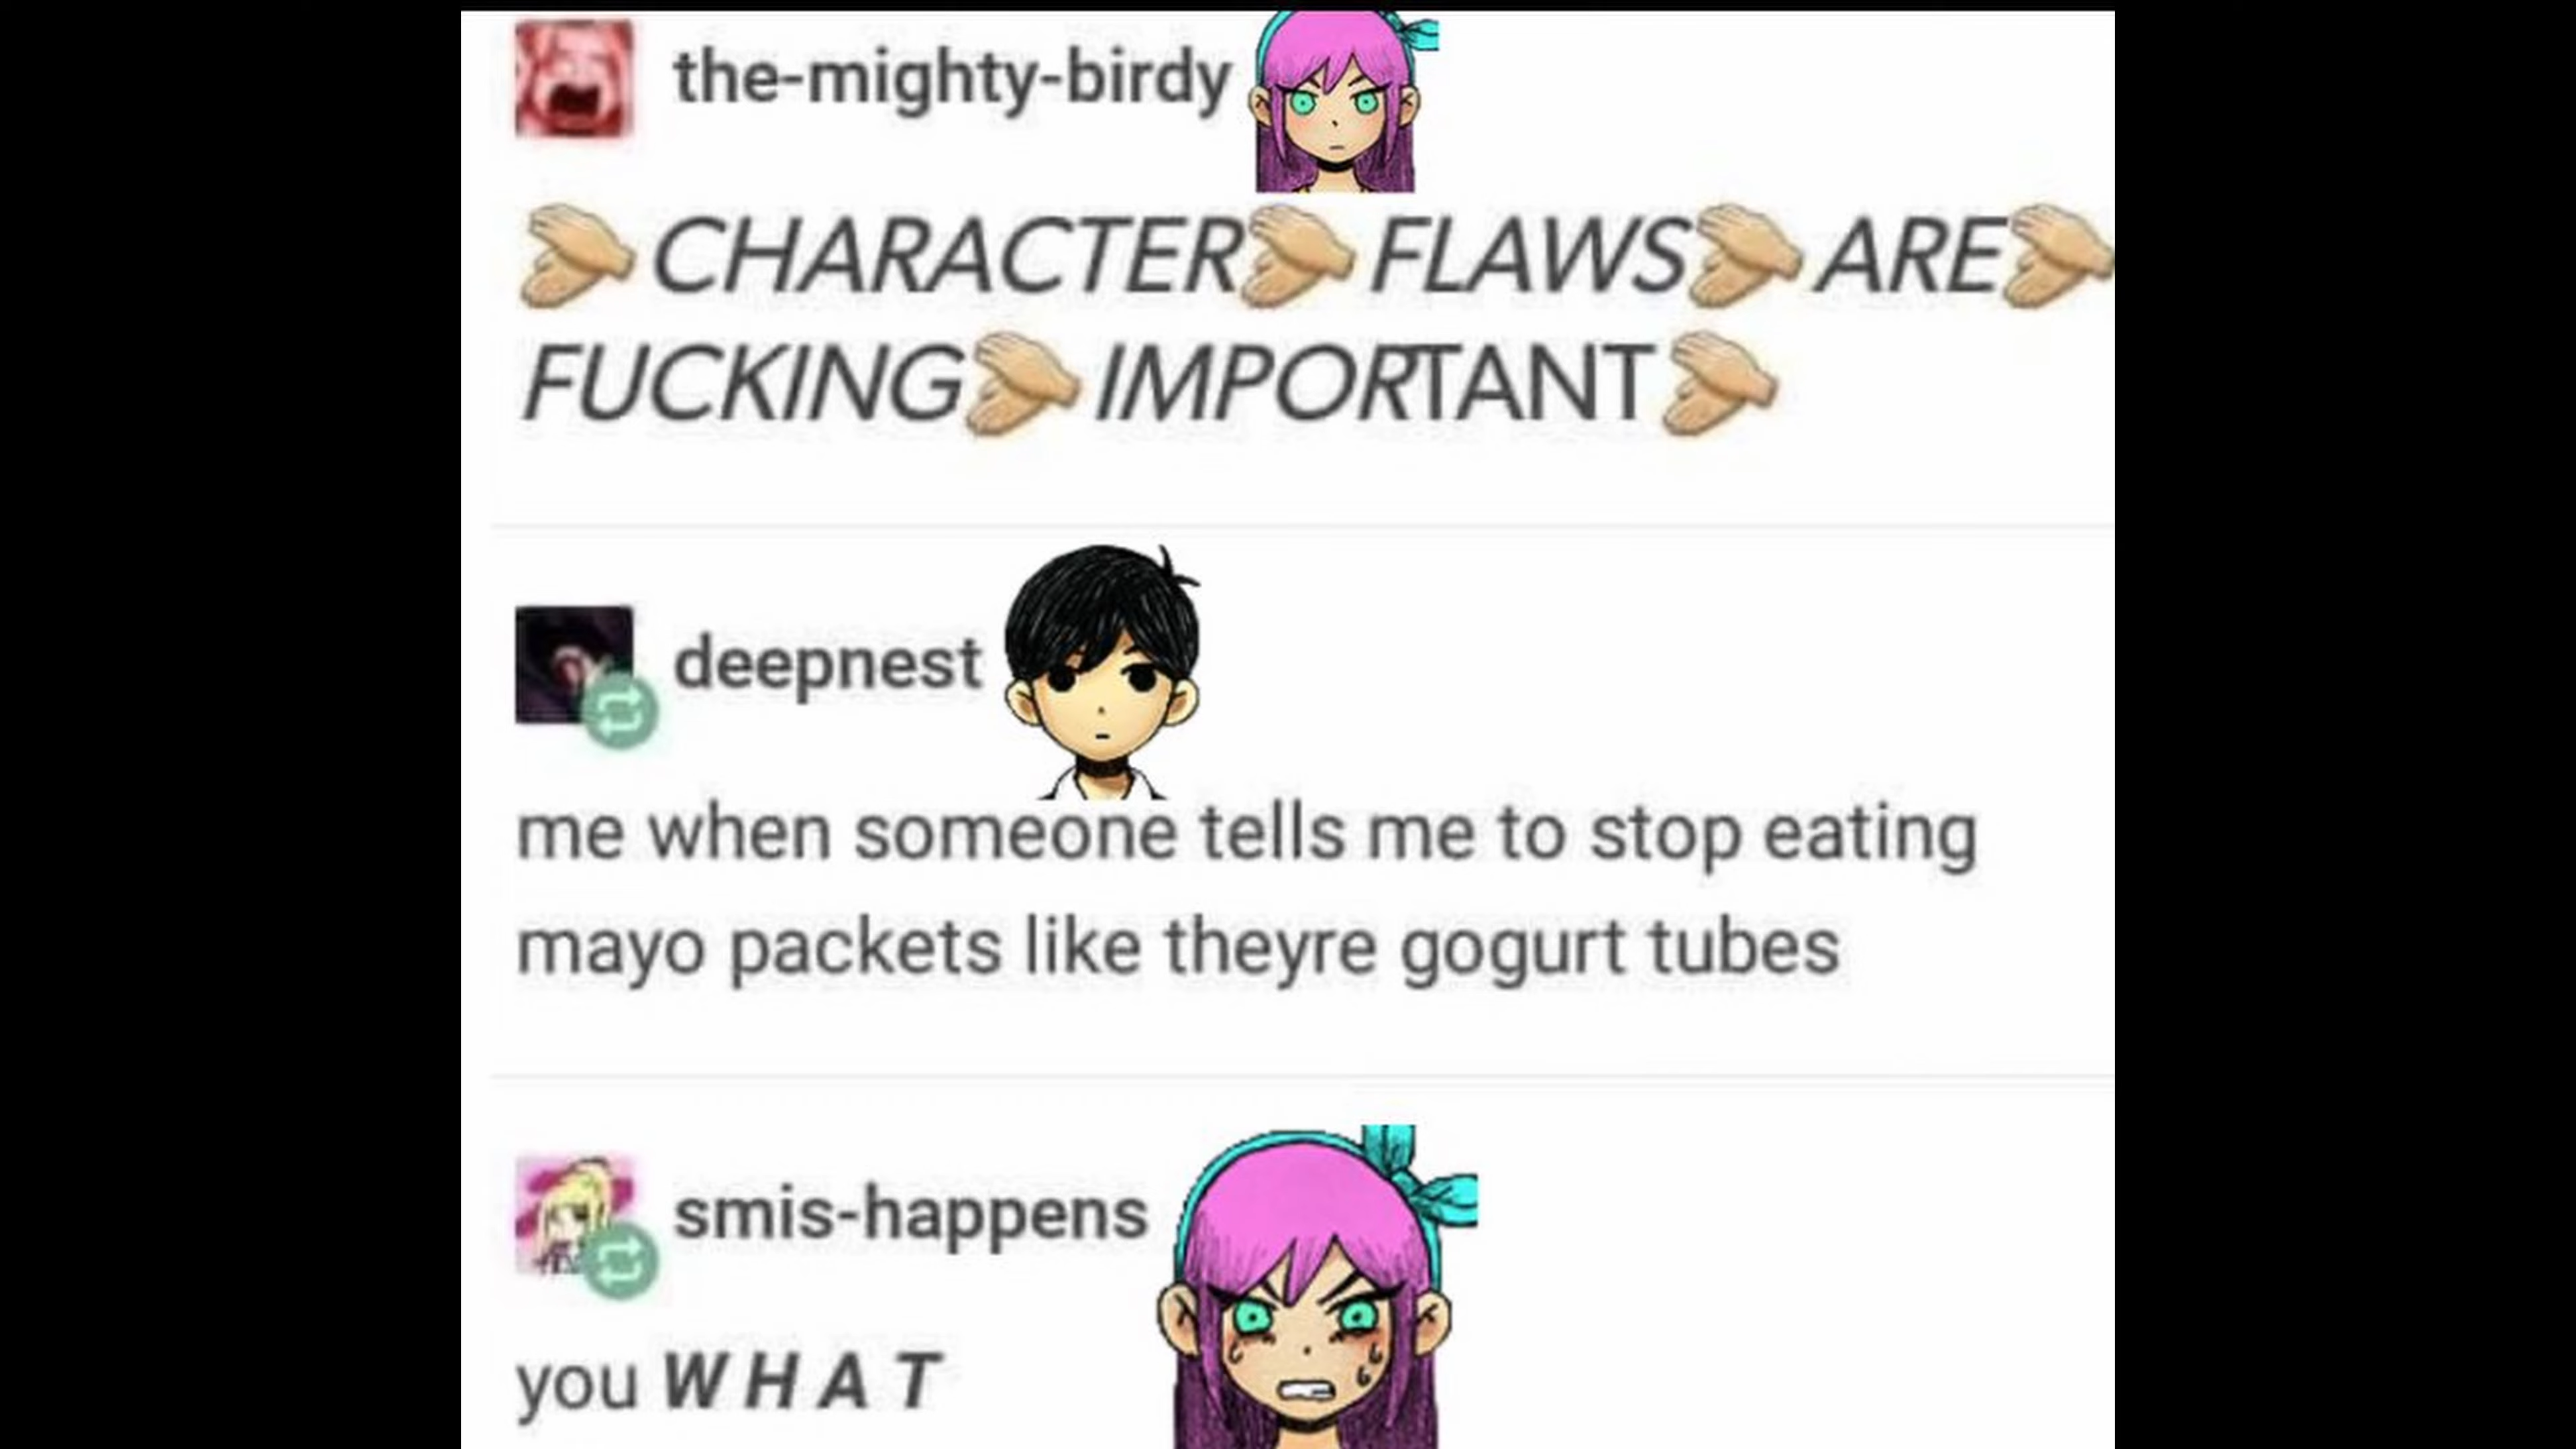 the-mighty-birdy
👏🏼CHARACTER👏🏼FLAWS👏🏼ARE👏🏼
FUCKING👏🏼IMPORTANT👏🏼
deepnest
me when someone tells me to stop eating
mayo packets like theyre gogurt tubes
smis-happens
you W H A T